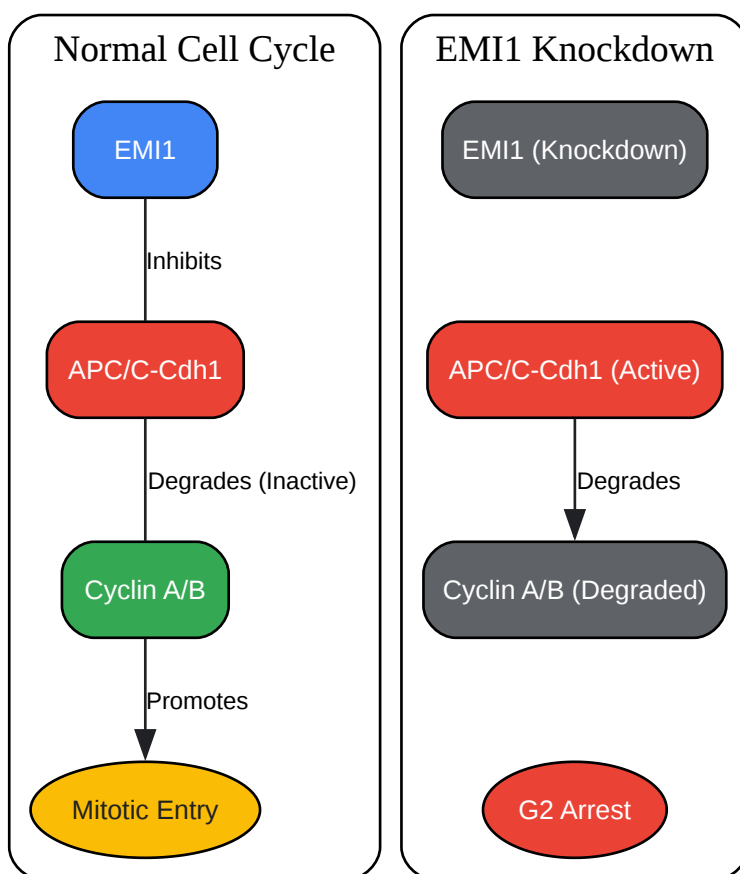 Normal Cell Cycle
EMI1
Inhibits
APC/C-Cdh1
Degrades (Inactive)
Cyclin A/B
Promotes
Mitotic Entry
EMI1 Knockdown
EMI1 (Knockdown)
APC/C-Cdh1 (Active)
Degrades
Cyclin A/B (Degraded)
G2 Arrest